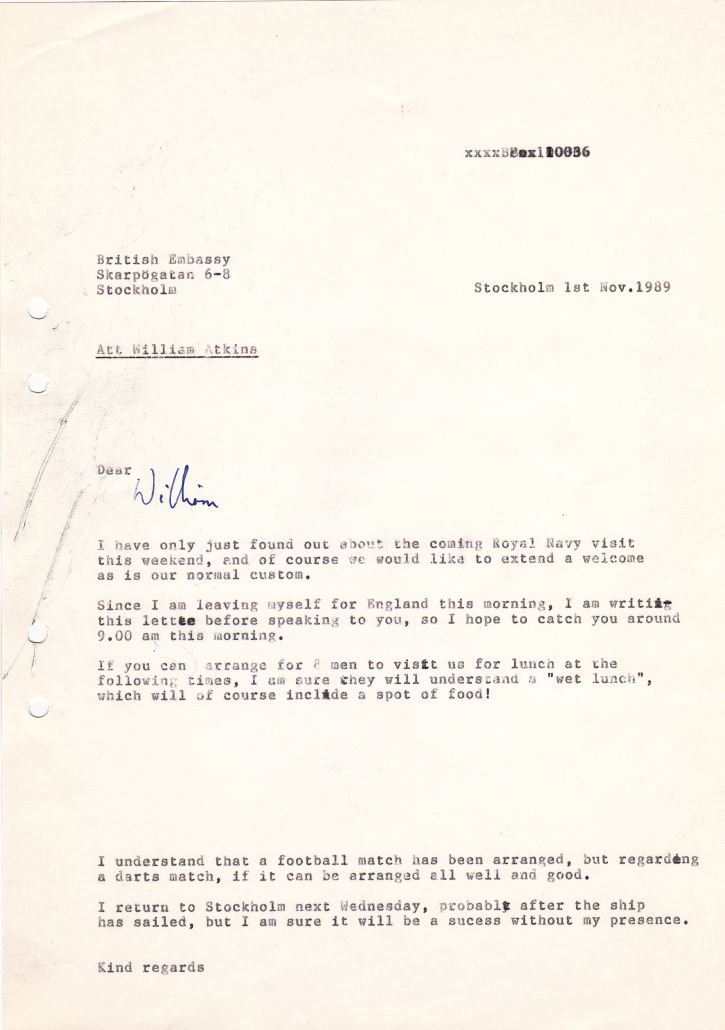 xxxxBBox110036
British Embassy
Skarpögatan 6-8
Stockholm
Stockholm 1st Nov.1989
Att William Atkins
Dear
William
I have only just found out about the coming Royal Navy visit
this weekend, and of course we would like to extend a welcome
as is our normal custom.
Since I am leaving myself for England this morning, I am writing
this lettte before speaking to you, so I hope to catch you around
9.00 am this morning.
If you can arrange for 8 men to visit us for lunch at the
following times, I am sure they will understand a "wet lunch",
which will of course include a spot of food!
I understand that a football match has been arranged, but regarding
a darts match, if it can be arranged all well and good.
I return to Stockholm next Wednesday, probably after the ship
has sailed, but I am sure it will be a sucess without my presence.
Kind regards